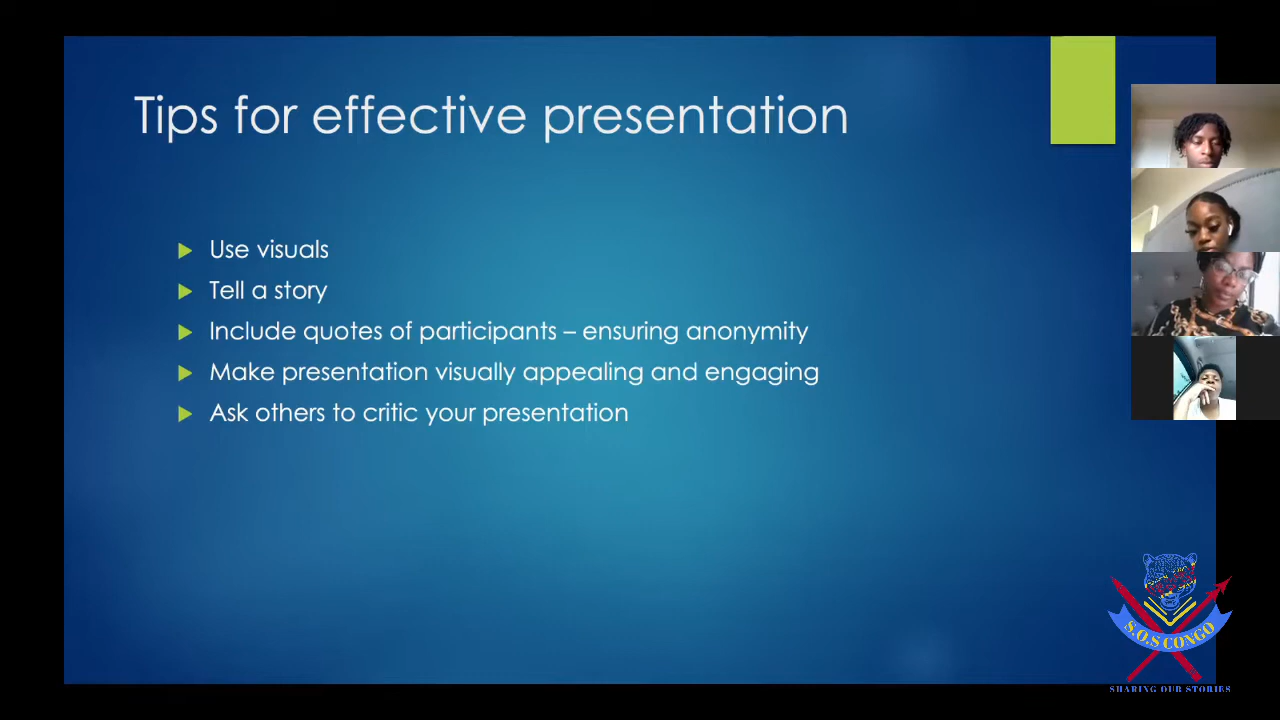 Tips for effective presentation
Use visuals
Tell a story
Include quotes of participants – ensuring anonymity
Make presentation visually appealing and engaging
Ask others to critic your presentation
S.O.S CONGO
SHARING OUR STORIES